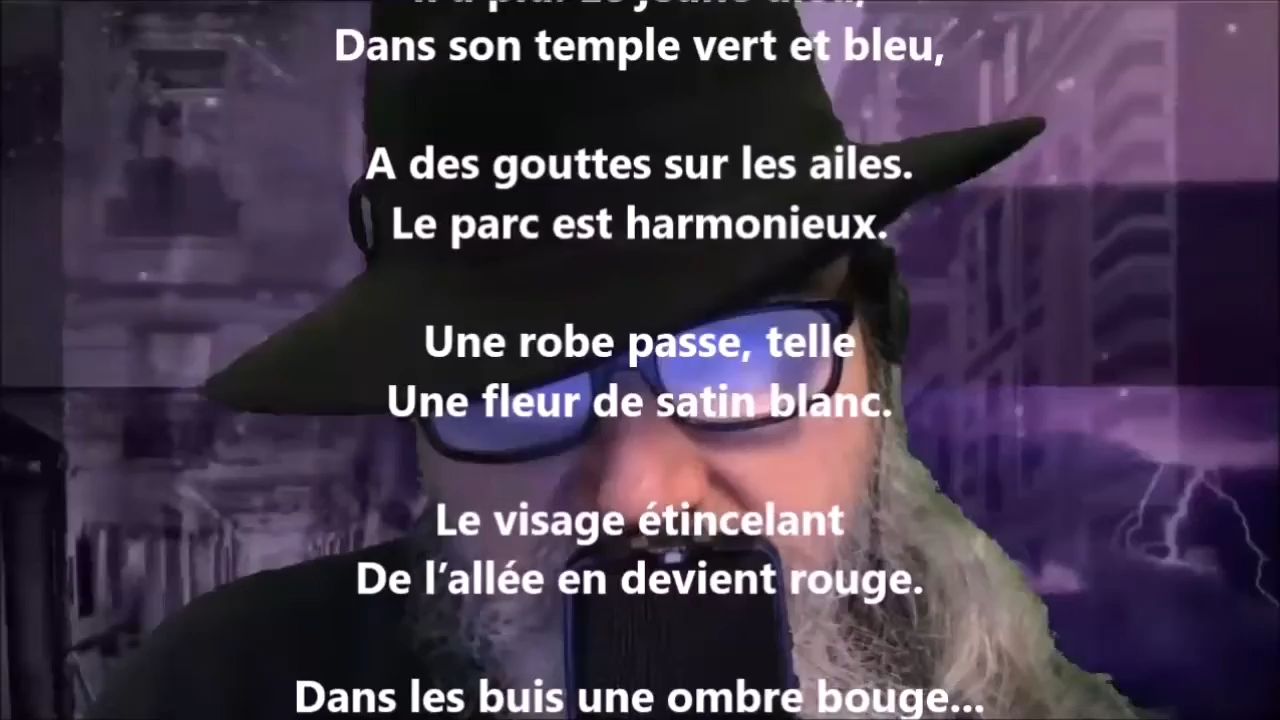 Dans son temple vert et bleu,
A des gouttes sur les ailes.
Le parc est harmonieux.
Une robe passe, telle
Une fleur de satin blanc.
Le visage étincelant
De l’allée en devient rouge.
Dans les buis une ombre bouge...